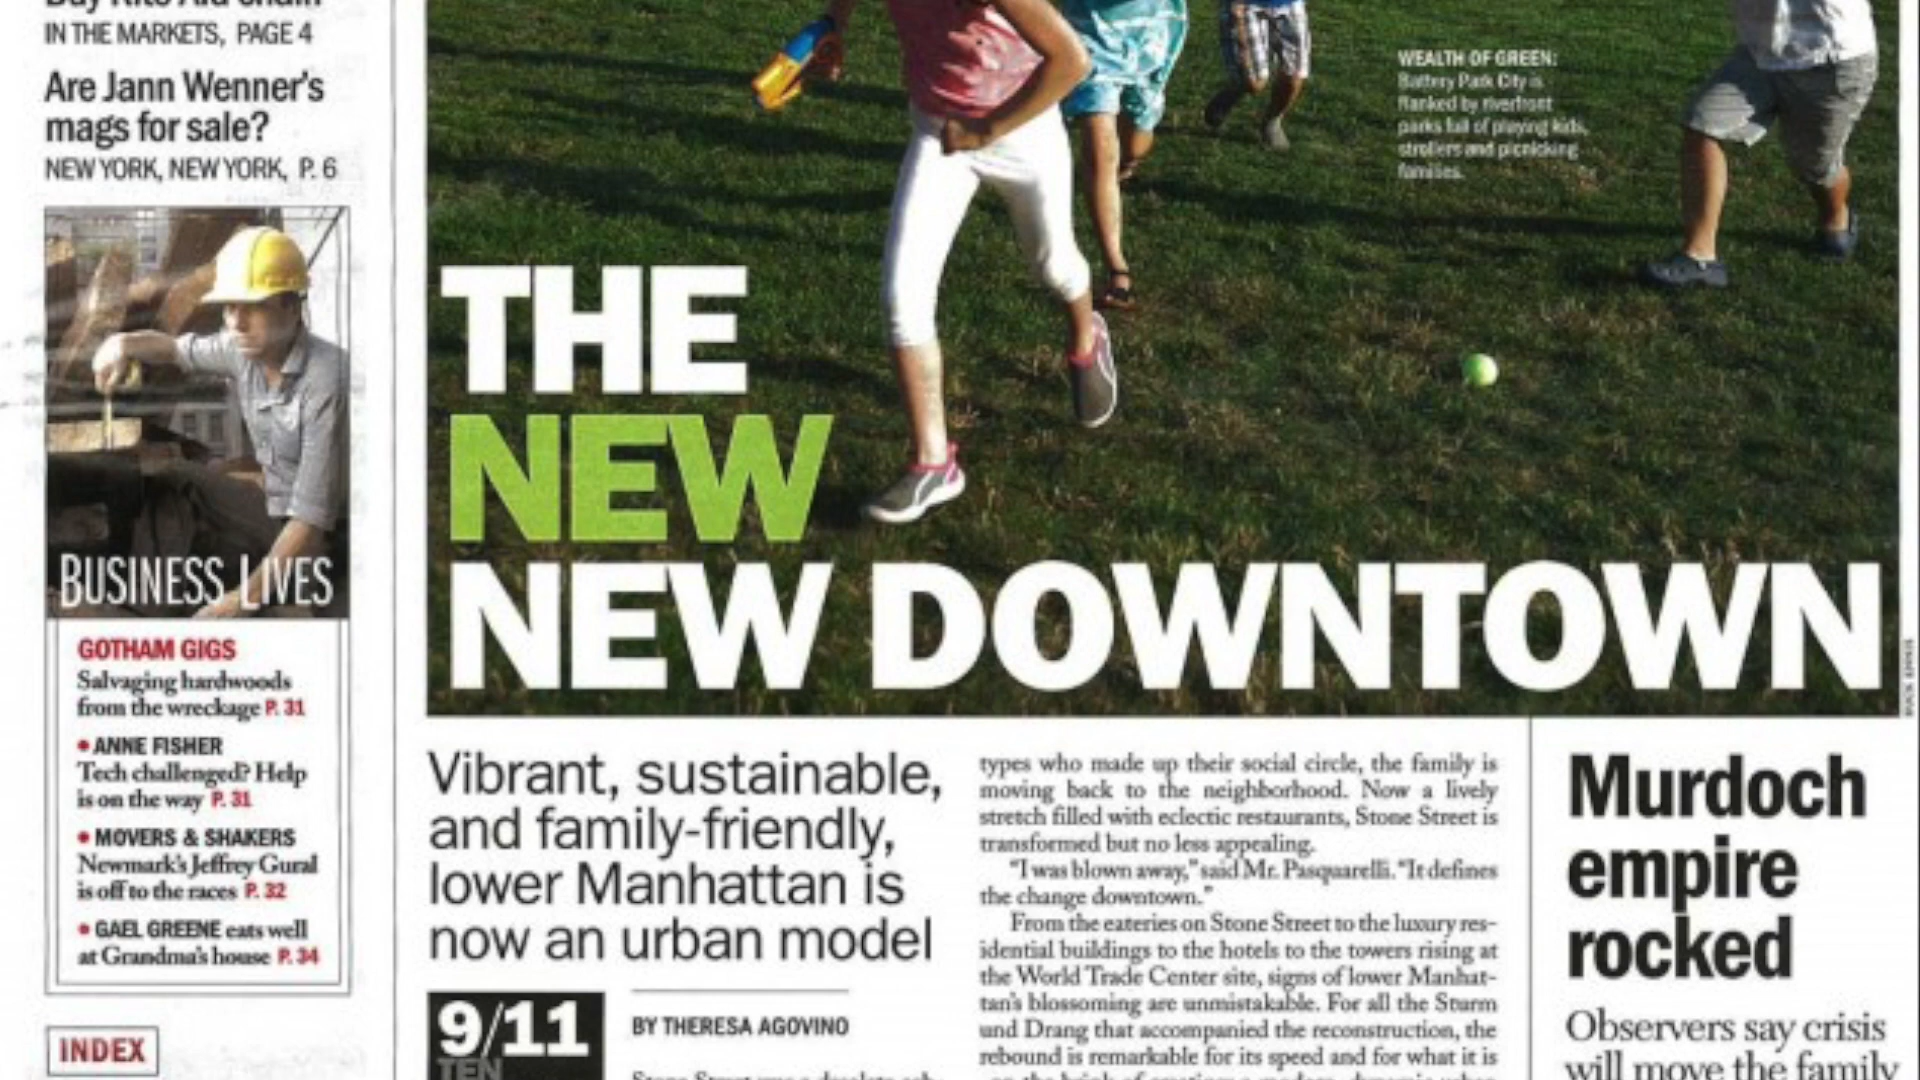 IN THE MARKETS, PAGE 4
Are Jann Wenner's
mags for sale?
NEW YORK, NEW YORK, P. 6
BUSINESS LIVES
GOTHAM GIGS
Salvaging hardwoods
from the wreckage P. 31
• ANNE FISHER
Tech challenged? Help
is on the way P. 31
• MOVERS & SHAKERS
Newmark's Jeffrey Gural
is off to the races P. 32
• GAEL GREENE eats well
at Grandma's house P. 34
INDEX
WEALTH OF GREEN:
Battery Park City is
flanked by riverfront
parks full of playing kids,
strollers and picnicking
families.
THE
NEW
NEW DOWNTOWN
Vibrant, sustainable,
and family-friendly,
lower Manhattan is
now an urban model
9/11
TEN
BY THERESA AGOVINO
types who made up their social circle, the family is
moving back to the neighborhood. Now a lively
stretch filled with eclectic restaurants, Stone Street is
transformed but no less appealing.
"I was blown away," said Mr. Pasquarelli. "It defines
the change downtown."
From the eateries on Stone Street to the luxury res-
idential buildings to the hotels to the towers rising at
the World Trade Center site, signs of lower Manhat-
tan's blossoming are unmistakable. For all the Sturm
und Drang that accompanied the reconstruction, the
rebound is remarkable for its speed and for what it is
Murdoch
empire
rocked
Observers say crisis
will move the family